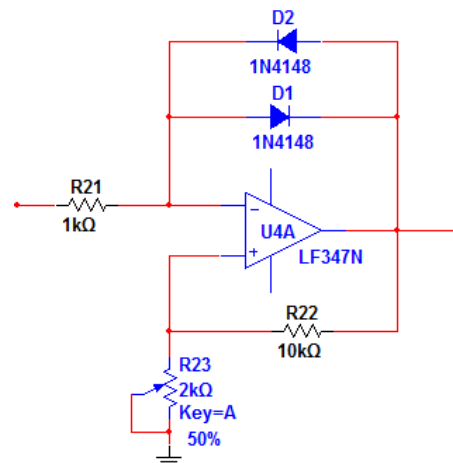 D2
1N4148
D1
1N4148
R21
1kΩ
U4A
LF347N
R22
10kΩ
R23
2kΩ
Key=A
50%